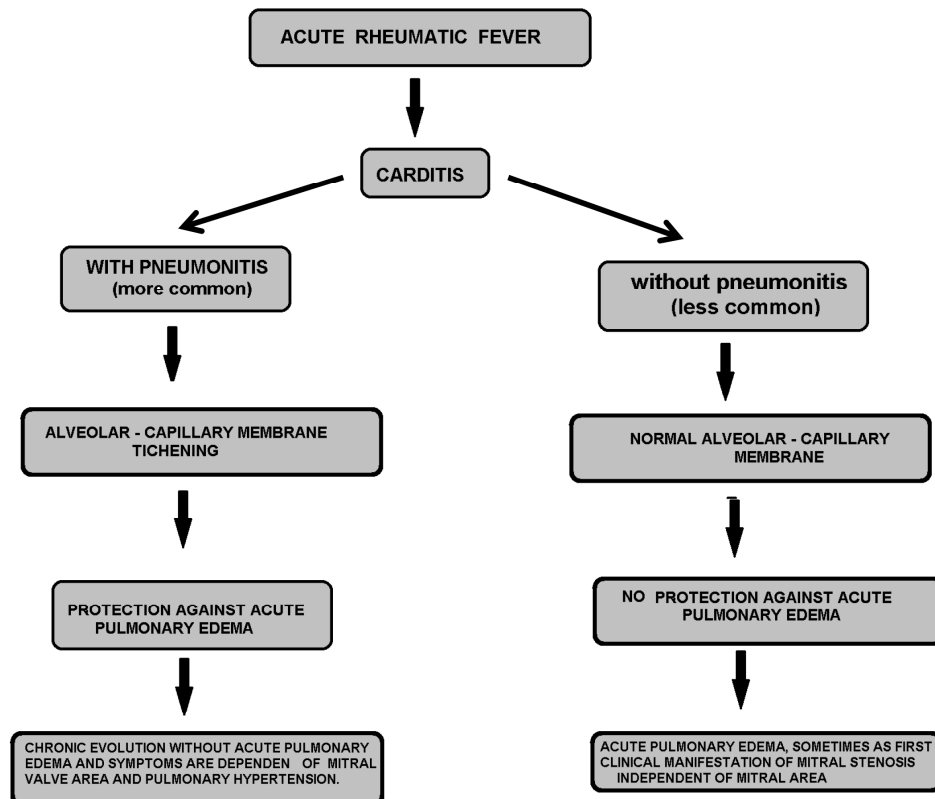 ACUTE RHEUMATIC FEVER
CARDITIS
WITH PNEUMONITIS
(more common)
without pneumonitis
(less common)
ALVEOLAR - CAPILLARY MEMBRANE
TICHENING
NORMAL ALVEOLAR - CAPILLARY
MEMBRANE
PROTECTION AGAINST ACUTE
PULMONARY EDEMA
NO PROTECTION AGAINST ACUTE
PULMONARY EDEMA
CHRONIC EVOLUTION WITHOUT ACUTE PULMONARY
EDEMA AND SYMPTOMS ARE DEPENDEN OF MITRAL
VALVE AREA AND PULMONARY HYPERTENSION.
ACUTE PULMONARY EDEMA, SOMETIMES AS FIRST
CLINICAL MANIFESTATION OF MITRAL STENOSIS
INDEPENDENT OF MITRAL AREA